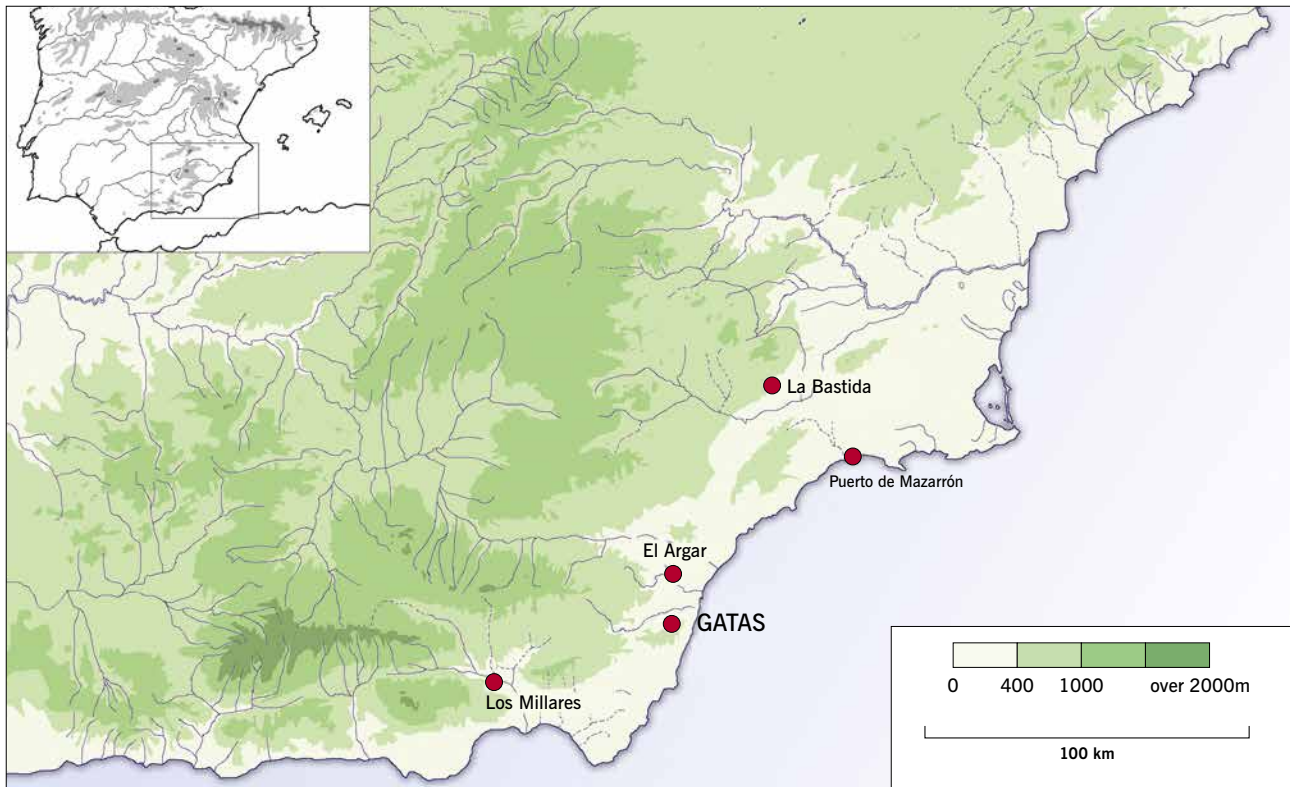 La Bastida
Puerto de Mazarrón
El Argar
GATAS
Los Millares
0 400 1000 over 2000m
100 km